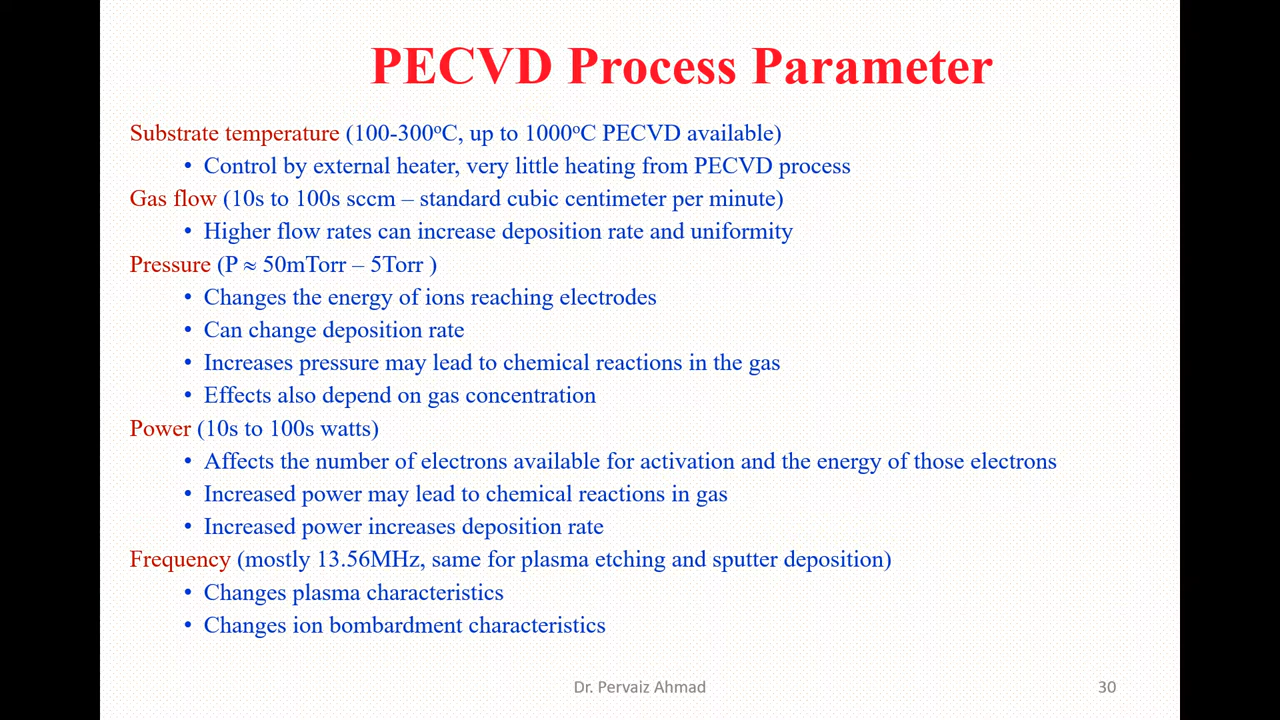 PECVD Process Parameter
Substrate temperature (100-300°C, up to 1000°C PECVD available)
• Control by external heater, very little heating from PECVD process
Gas flow (10s to 100s sccm – standard cubic centimeter per minute)
• Higher flow rates can increase deposition rate and uniformity
Pressure (P ≈ 50mTorr – 5Torr )
• Changes the energy of ions reaching electrodes
• Can change deposition rate
• Increases pressure may lead to chemical reactions in the gas
• Effects also depend on gas concentration
Power (10s to 100s watts)
• Affects the number of electrons available for activation and the energy of those electrons
• Increased power may lead to chemical reactions in gas
• Increased power increases deposition rate
Frequency (mostly 13.56MHz, same for plasma etching and sputter deposition)
• Changes plasma characteristics
• Changes ion bombardment characteristics
Dr. Pervaiz Ahmad
30